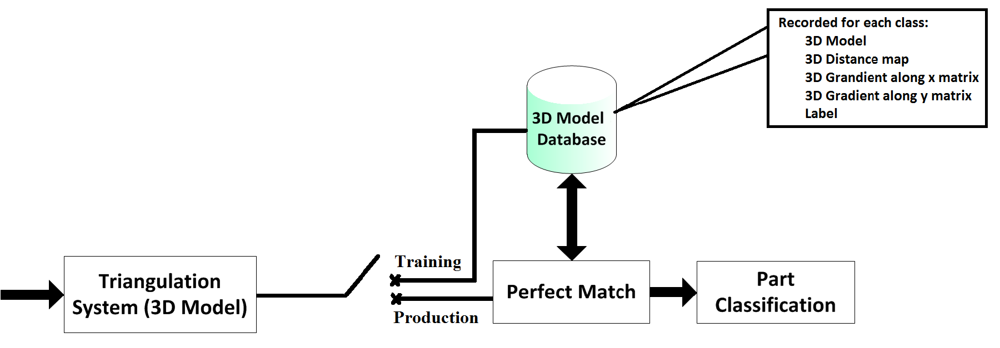 Recorded for each class:
3D Model
3D Distance map
3D Grandient along x matrix
3D Gradient along y matrix
Label
3D Model
Database
Training
Production
Triangulation
System (3D Model)
Perfect Match
Part
Classification